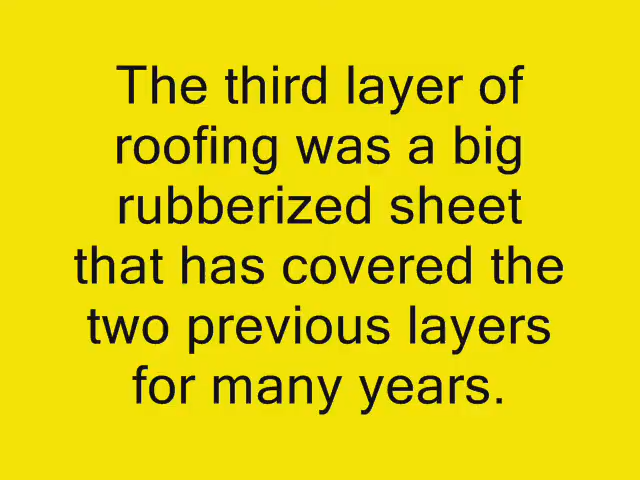 The third layer of
roofing was a big
rubberized sheet
that has covered the
two previous layers
for many years.